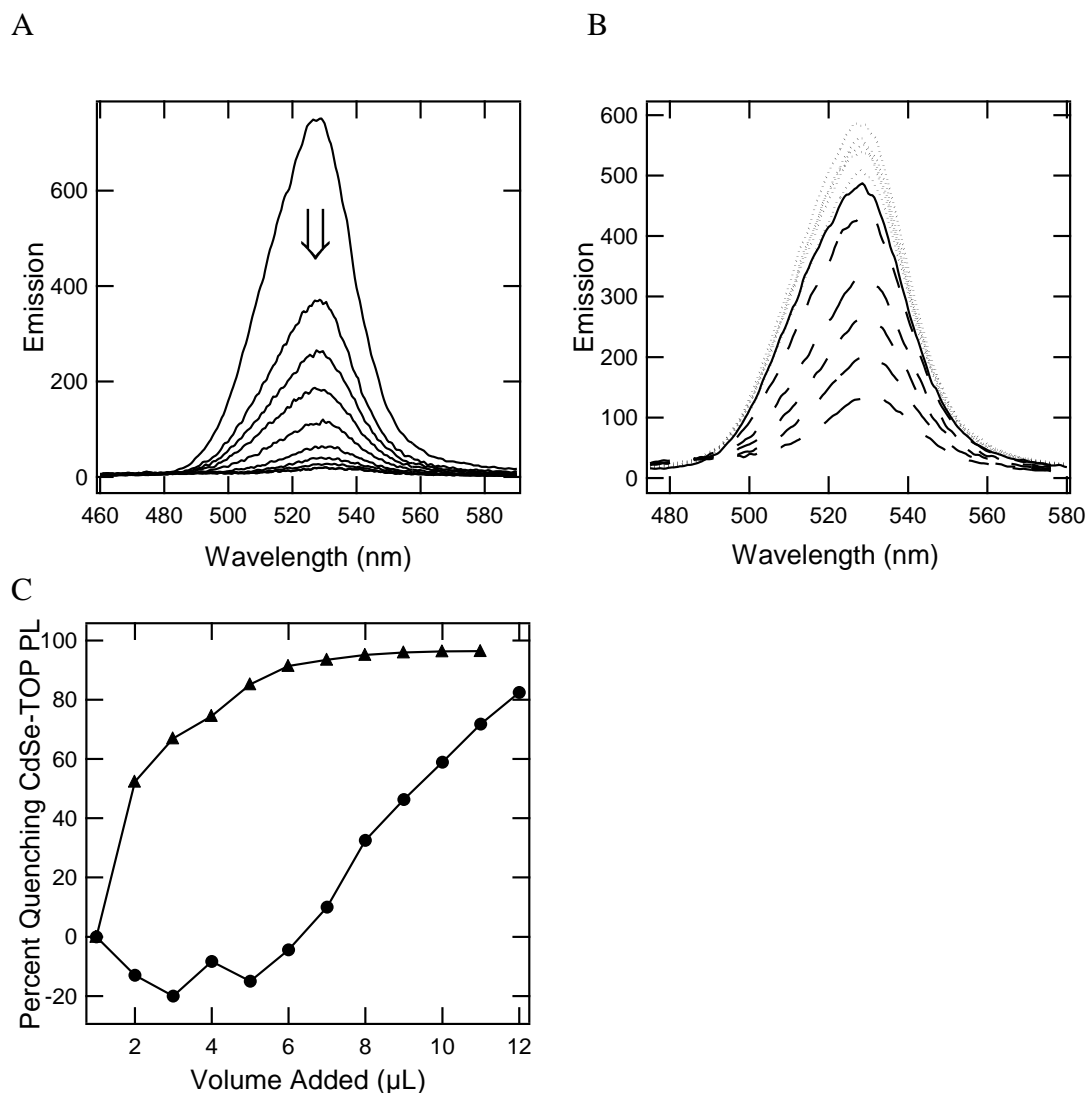 A
B
600
400
200
0
Emission
460 480 500 520 540 560 580
Wavelength (nm)
600
500
400
300
200
100
0
Emission
500 520 540 560 580
Wavelength (nm)
C
100
80
60
40
20
0
-20
Percent Quenching CdSe-TOP PL
2 4 6 8 10 12
Volume Added (µL)